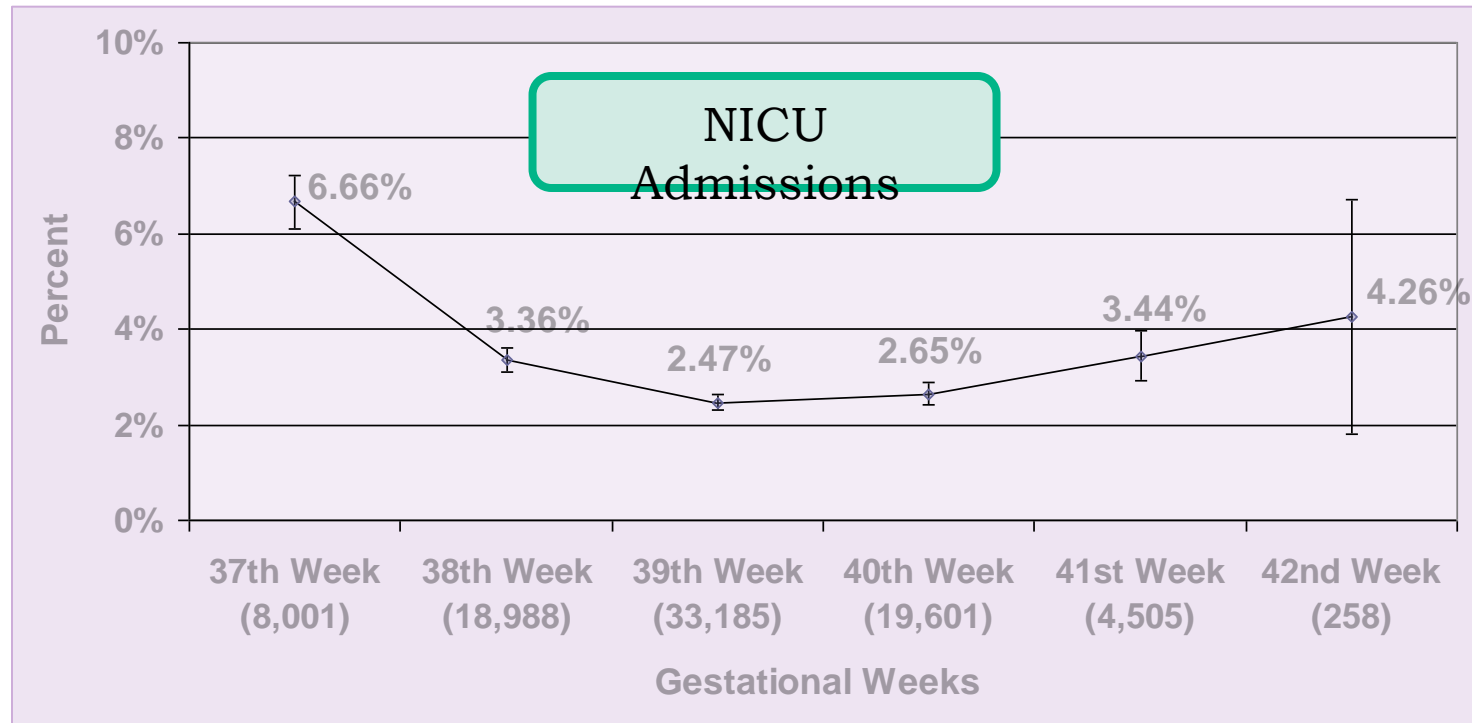 NICU
Admissions
Percent
10%
8%
6%
4%
2%
0%
6.66%
3.36%
2.47%
2.65%
3.44%
4.26%
37th Week 38th Week 39th Week 40th Week 41st Week 42nd Week
(8,001) (18,988) (33,185) (19,601) (4,505) (258)
Gestational Weeks